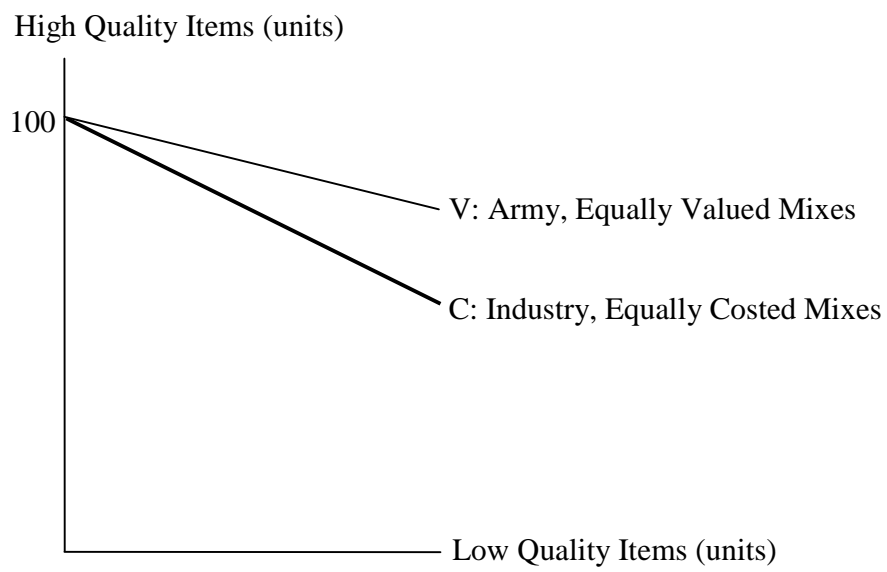 High Quality Items (units)
100
V: Army, Equally Valued Mixes
C: Industry, Equally Costed Mixes
Low Quality Items (units)